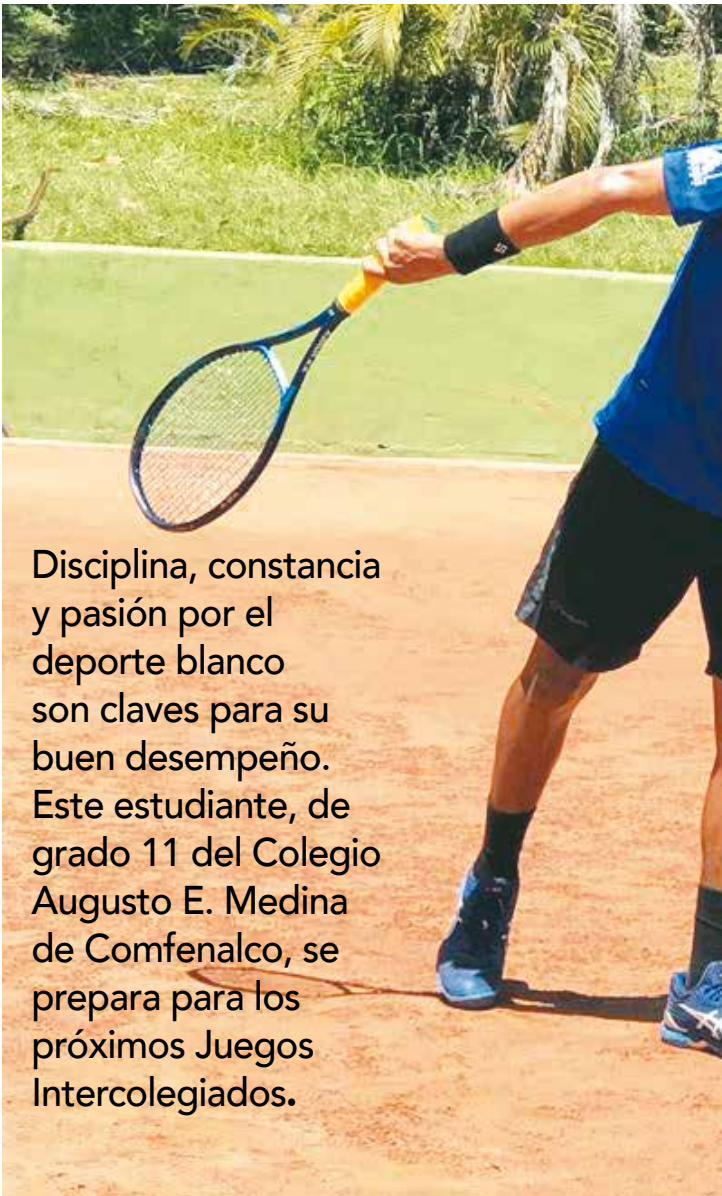 Disciplina, constancia
y pasión por el
deporte blanco
son claves para su
buen desempeño.
Este estudiante, de
grado 11 del Colegio
Augusto E. Medina
de Comfenalco, se
prepara para los
próximos Juegos
Intercolegiados.